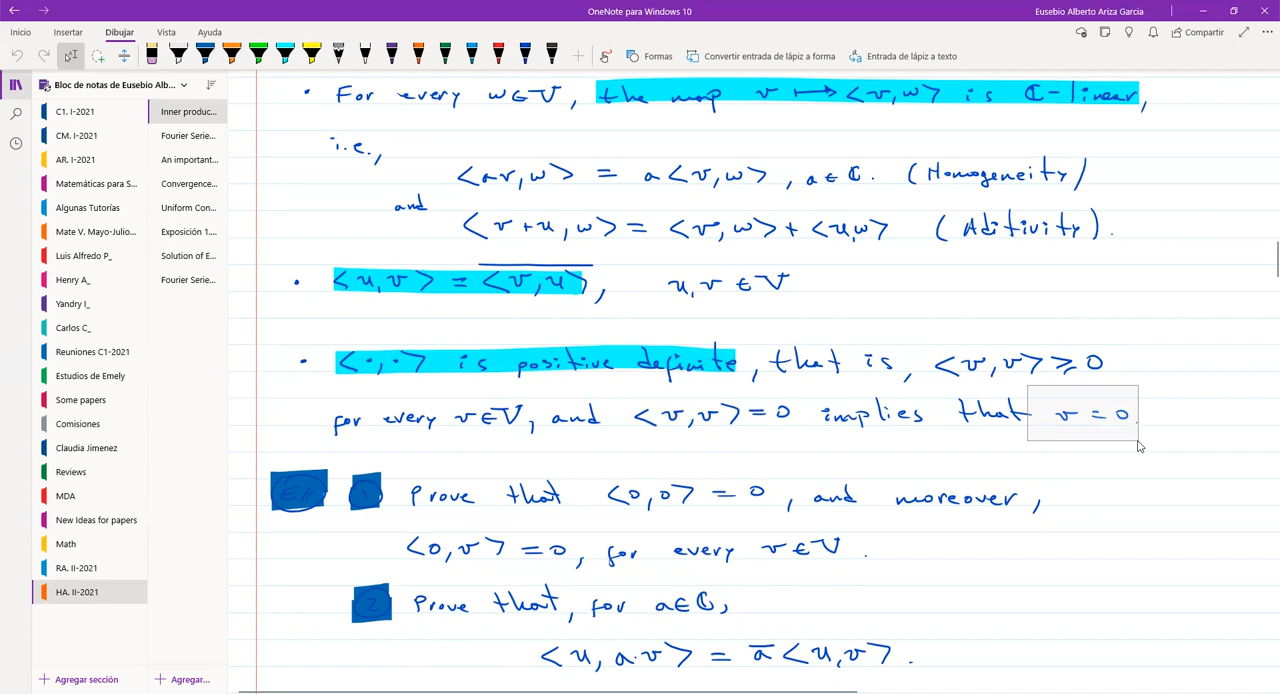 OneNote para Windows 10
Eusebio Alberto Ariza Garcia
Inicio Insertar Dibujar Vista Ayuda
Compartir
Formas Convertir entrada de lápiz a forma Entrada de lápiz a texto
Bloc de notas de Eusebio Alb...
C1. I-2021
CM. I-2021
AR. I-2021
Matemáticas para S...
Algunas Tutorías
Mate V. Mayo-Julio...
Luis Alfredo P_
Henry A_
Yandry I_
Carlos C_
Reuniones C1-2021
Estudios de Emely
Some papers
Comisiones
Claudia Jimenez
Reviews
MDA
New Ideas for papers
Math
RA. II-2021
HA. II-2021
Agregar sección
Inner produc...
Fourier Serie...
An important...
Convergence...
Uniform Con...
Exposición 1...
Solution of E...
Fourier Serie...
Agregar...
• For every w∈V, the map v ⟼ <v,w> is ℂ-linear,
i.e.,
<av,w> = a<v,w>, a∈ℂ. (Homogeneity)
and
<v+u,w> = <v,w>+<u,w> (Aditivity).
• <u,v> = \overline{<v,u>}, u,v∈V
• <·,·> is positive definite, that is, <v,v> ≥ 0
for every v∈V, and <v,v>=0 implies that v=0.
Ex 1 Prove that <0,0> = 0, and moreover,
<0,v> = 0, for every v∈V.
2 Prove that, for a∈ℂ,
<u, a·v> = \overline{a}<u,v>.